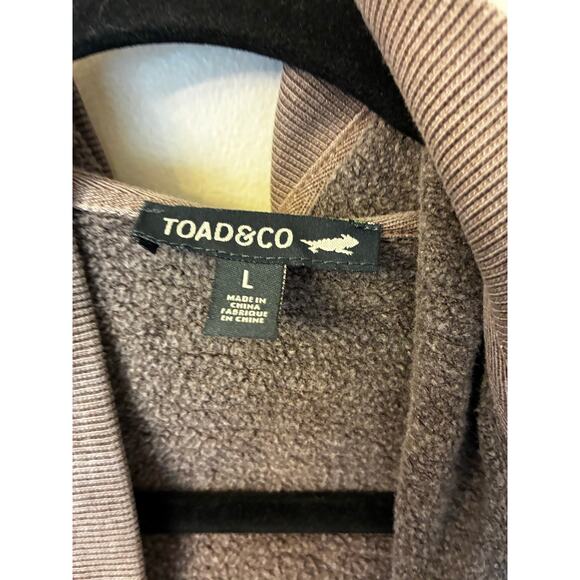 TOAD&CO
L
MADE IN
CHINA
FABRIQUE
EN CHINE